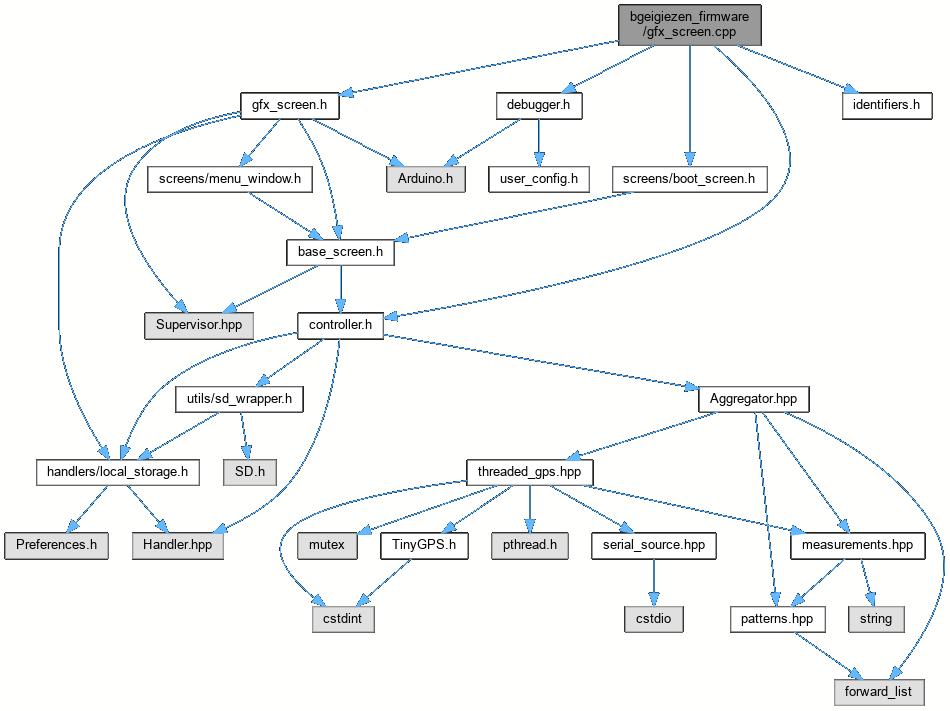 bgeigiezen_firmware
/gfx_screen.cpp
gfx_screen.h
debugger.h
identifiers.h
screens/menu_window.h
Arduino.h
user_config.h
screens/boot_screen.h
base_screen.h
Supervisor.hpp
controller.h
utils/sd_wrapper.h
Aggregator.hpp
handlers/local_storage.h
SD.h
threaded_gps.hpp
Preferences.h
Handler.hpp
mutex
TinyGPS.h
pthread.h
serial_source.hpp
measurements.hpp
cstdint
cstdio
patterns.hpp
string
forward_list